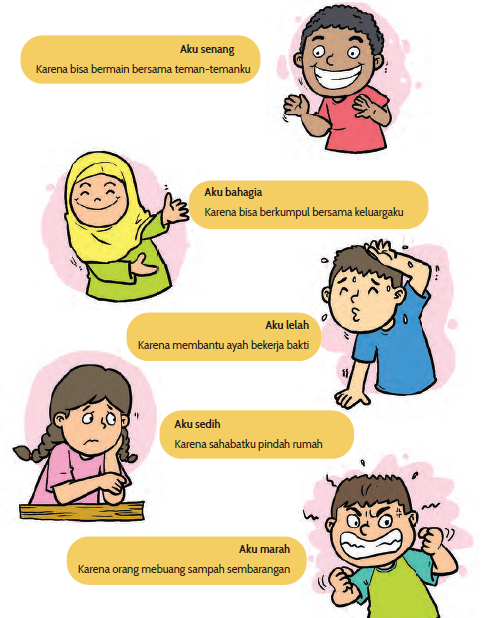 Aku senang
Karena bisa bermain bersama teman-temanku
Aku bahagia
Karena bisa berkumpul bersama keluargaku
Aku lelah
Karena membantu ayah bekerja bakti
Aku sedih
Karena sahabatku pindah rumah
Aku marah
Karena orang mebuang sampah sembarangan